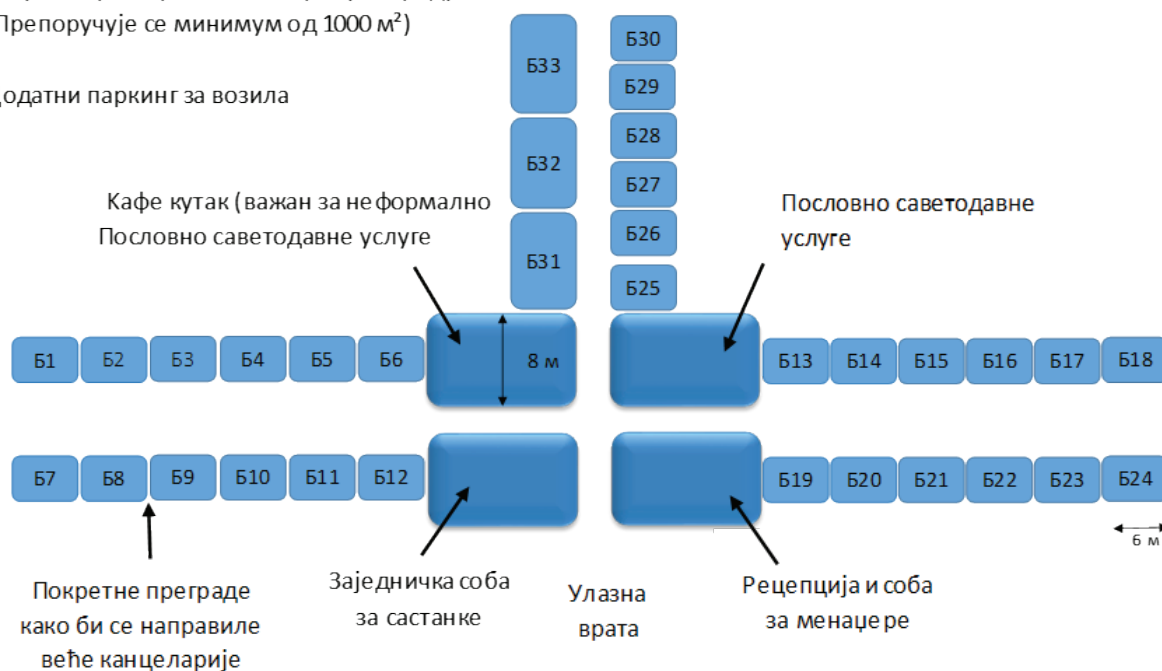 Препоручује се минимум од 1000 м²)
одатни паркинг за возила
Б33
Б30
Б29
Б28
Б32
Б27
Б26
Б31
Б25
Кафе кутак (важан за неформално
Пословно саветодавне услуге
Пословно саветодавне
услуге
Б1 Б2 Б3 Б4 Б5 Б6 8 м Б13 Б14 Б15 Б16 Б17 Б18
Б7 Б8 Б9 Б10 Б11 Б12 Б19 Б20 Б21 Б22 Б23 Б24
6 м
Покретне преграде
како би се направиле
веће канцеларије
Заједничка соба
за састанке
Улазна
врата
Рецепција и соба
за менаџере